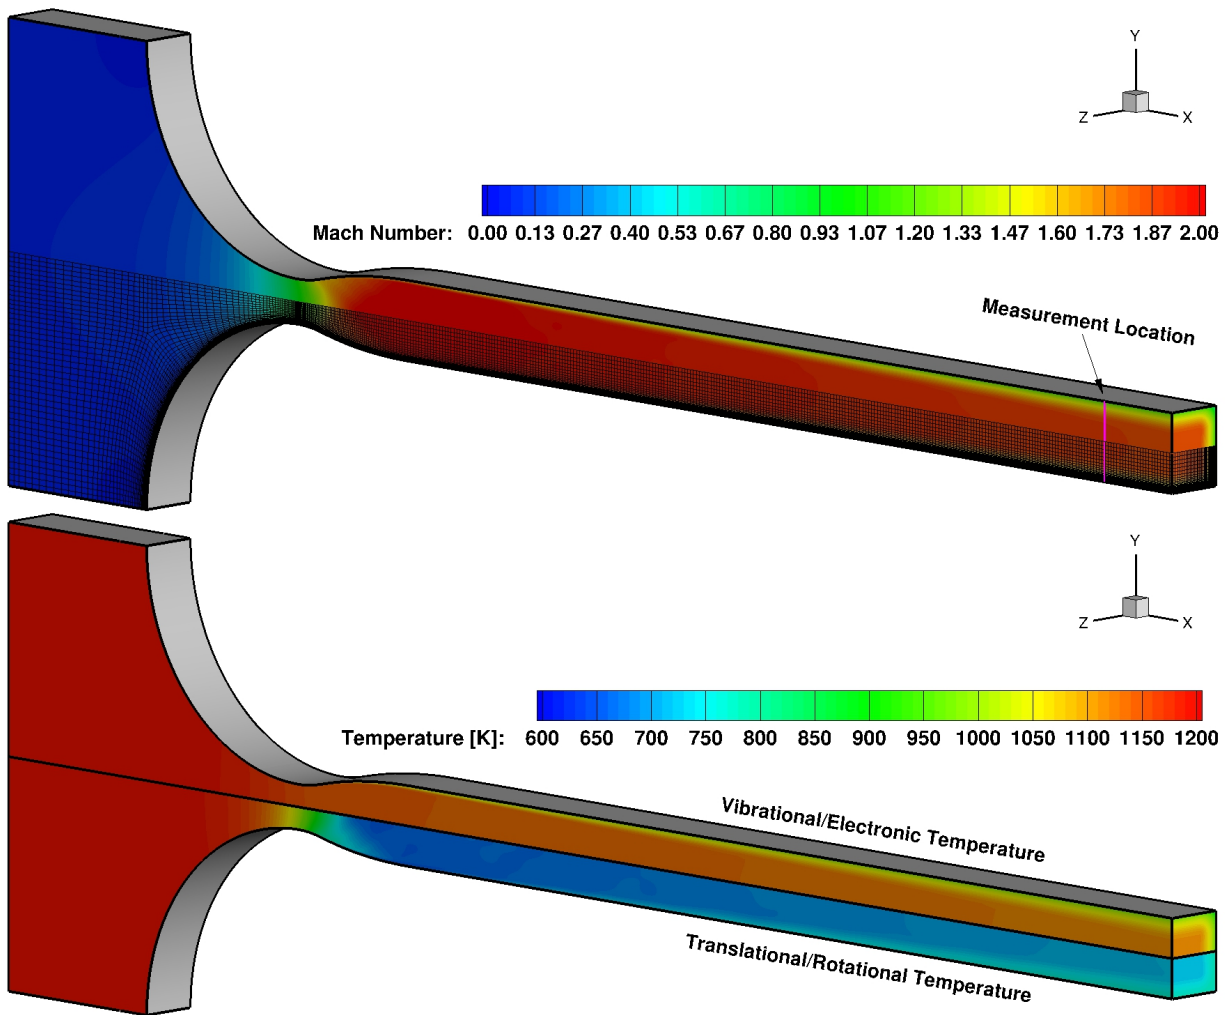 Y
Z X
Mach Number: 0.00 0.13 0.27 0.40 0.53 0.67 0.80 0.93 1.07 1.20 1.33 1.47 1.60 1.73 1.87 2.00
Measurement Location
Y
Z X
Temperature [K]: 600 650 700 750 800 850 900 950 1000 1050 1100 1150 1200
Vibrational/Electronic Temperature
Translational/Rotational Temperature